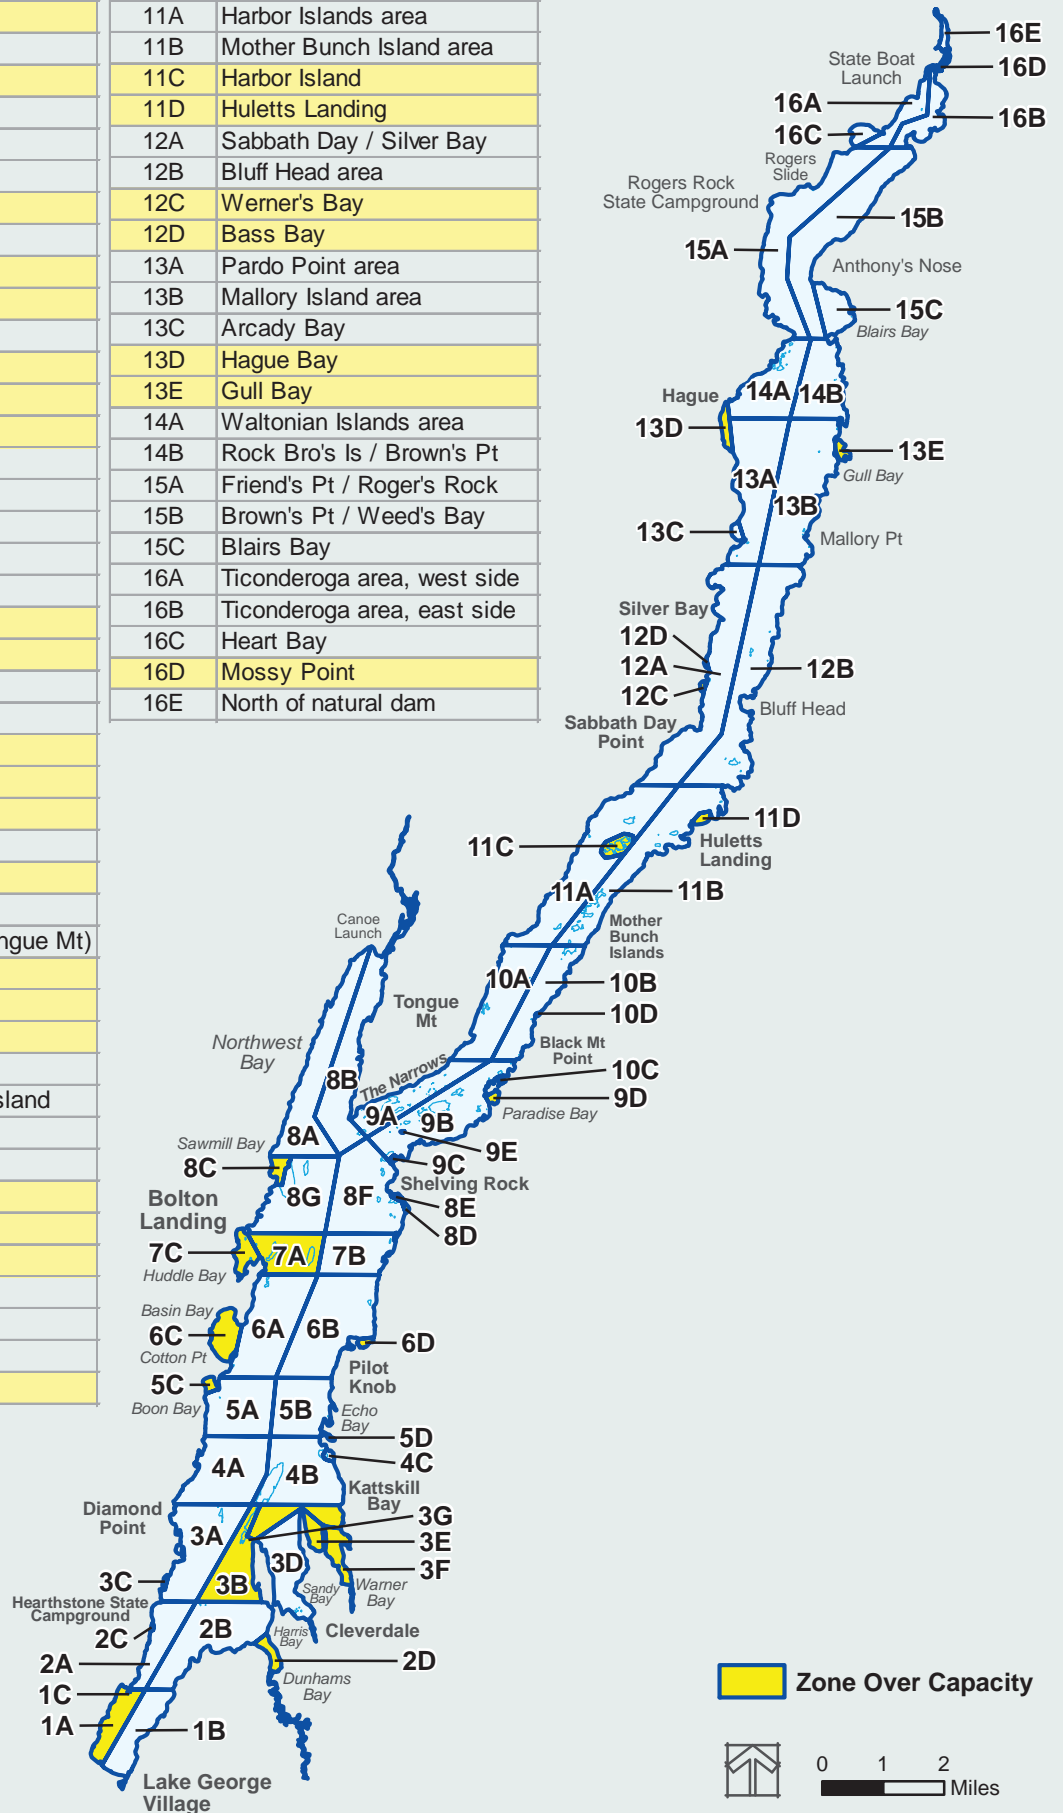 11A Harbor Islands area
11B Mother Bunch Island area
11C Harbor Island
11D Huletts Landing
12A Sabbath Day / Silver Bay
12B Bluff Head area
12C Werner's Bay
12D Bass Bay
13A Pardo Point area
13B Mallory Island area
13C Arcady Bay
13D Hague Bay
13E Gull Bay
14A Waltonian Islands area
14B Rock Bro's Is / Brown's Pt
15A Friend's Pt / Roger's Rock
15B Brown's Pt / Weed's Bay
15C Blairs Bay
16A Ticonderoga area, west side
16B Ticonderoga area, east side
16C Heart Bay
16D Mossy Point
16E North of natural dam
ngue Mt)
sland
16E
State Boat
Launch
16D
16A
16B
16C
Rogers
Slide
Rogers Rock
State Campground
15B
15A
Anthony's Nose
15C
Blairs Bay
14A
14B
Hague
13D
13E
Gull Bay
13A
13B
13C
Mallory Pt
Silver Bay
12D
12A
12B
12C
Bluff Head
Sabbath Day
Point
11D
11C
Huletts
Landing
11A
11B
Canoe
Launch
Mother
Bunch
Islands
10A
10B
Tongue
Mt
10D
Northwest
Bay
Black Mt
Point
The Narrows
10C
8B
9D
Paradise Bay
9A
9B
8A
Sawmill Bay
9E
9C
8C
Shelving Rock
8G
8F
8E
Bolton
Landing
8D
7C
7A
7B
Huddle Bay
Basin Bay
6C
6A
6B
6D
Cotton Pt
Pilot
Knob
5C
Boon Bay
5A
5B
Echo
Bay
5D
4C
4A
4B
Kattskill
Bay
Diamond
Point
3G
3A
3E
3D
3F
3C
3B
Sandy
Bay
Warner
Bay
Hearthstone State
Campground
2C
2B
Harris
Bay
Cleverdale
2A
2D
Dunhams
Bay
1C
1A
1B
Lake George
Village
Zone Over Capacity
0 1 2
Miles